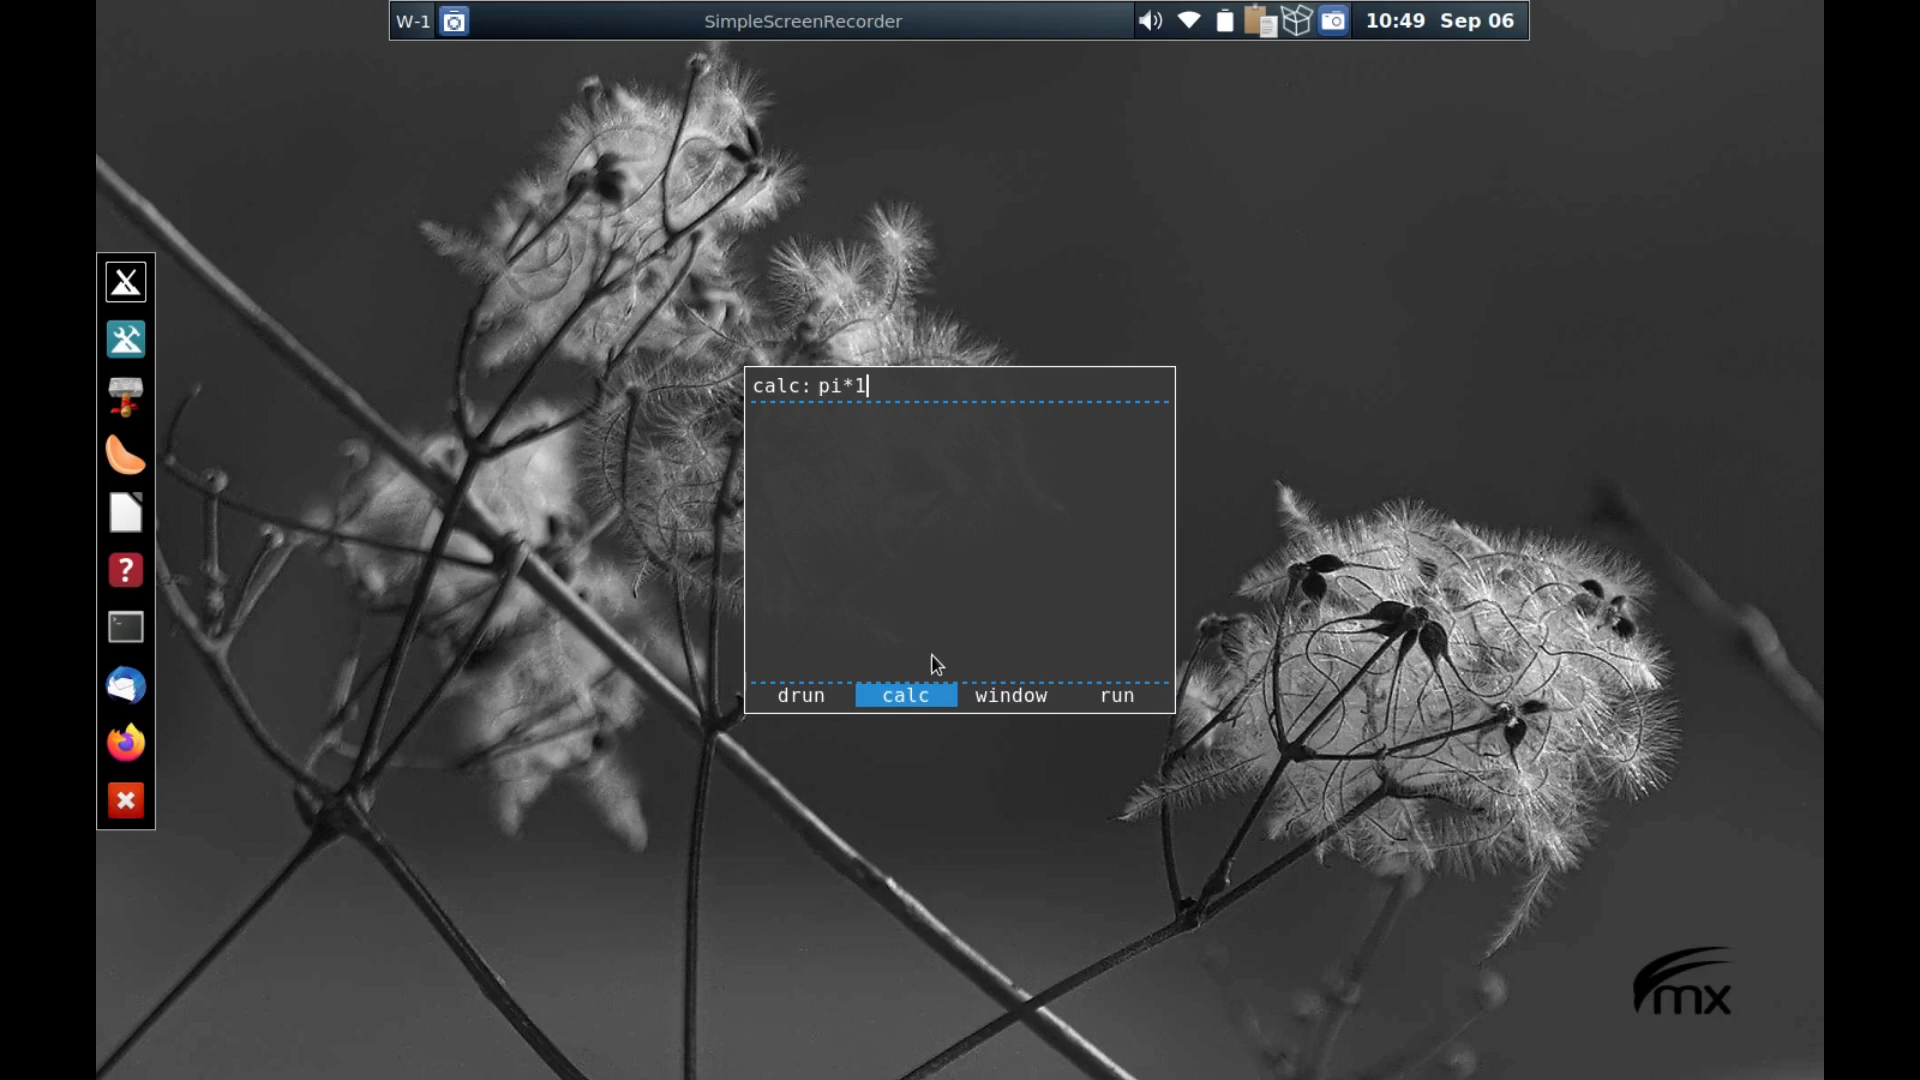 W-1
SimpleScreenRecorder
10:49 Sep 06
calc: pi*1
drun calc window run
mx